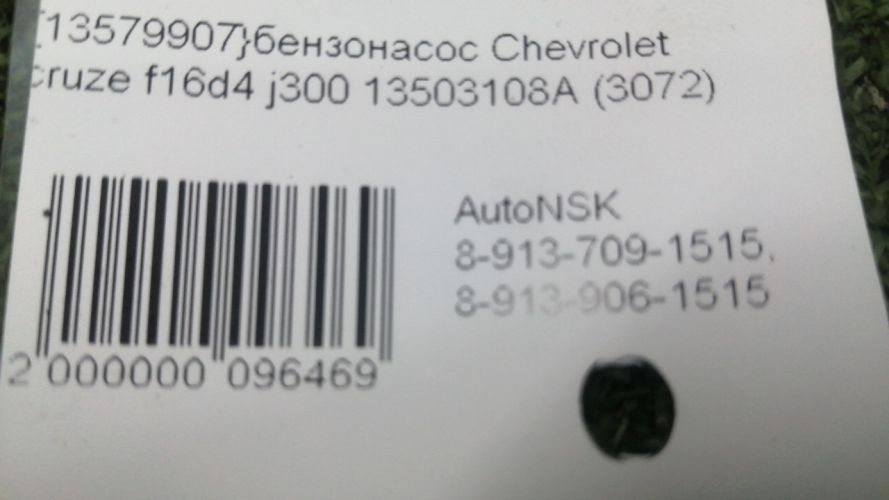 [13579907}бензонасос Chevrolet
cruze f16d4 j300 13503108A (3072)
AutoNSK
8-913-709-1515,
8-913-906-1515
2 000000 096469